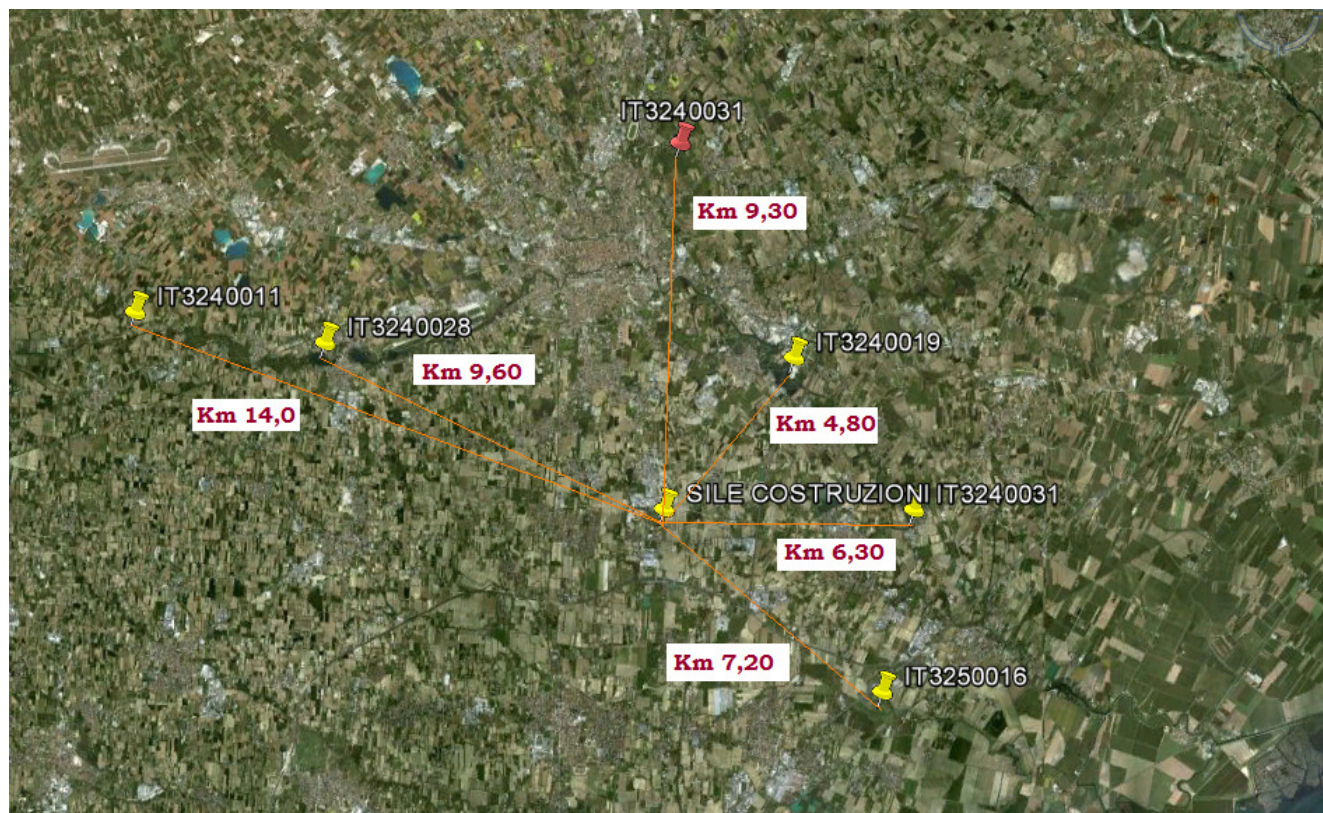 IT3240031
Km 9,30
IT3240011
IT3240028
IT3240019
Km 9,60
Km 14,0
Km 4,80
SILE COSTRUZIONI IT3240031
Km 6,30
Km 7,20
IT3250016